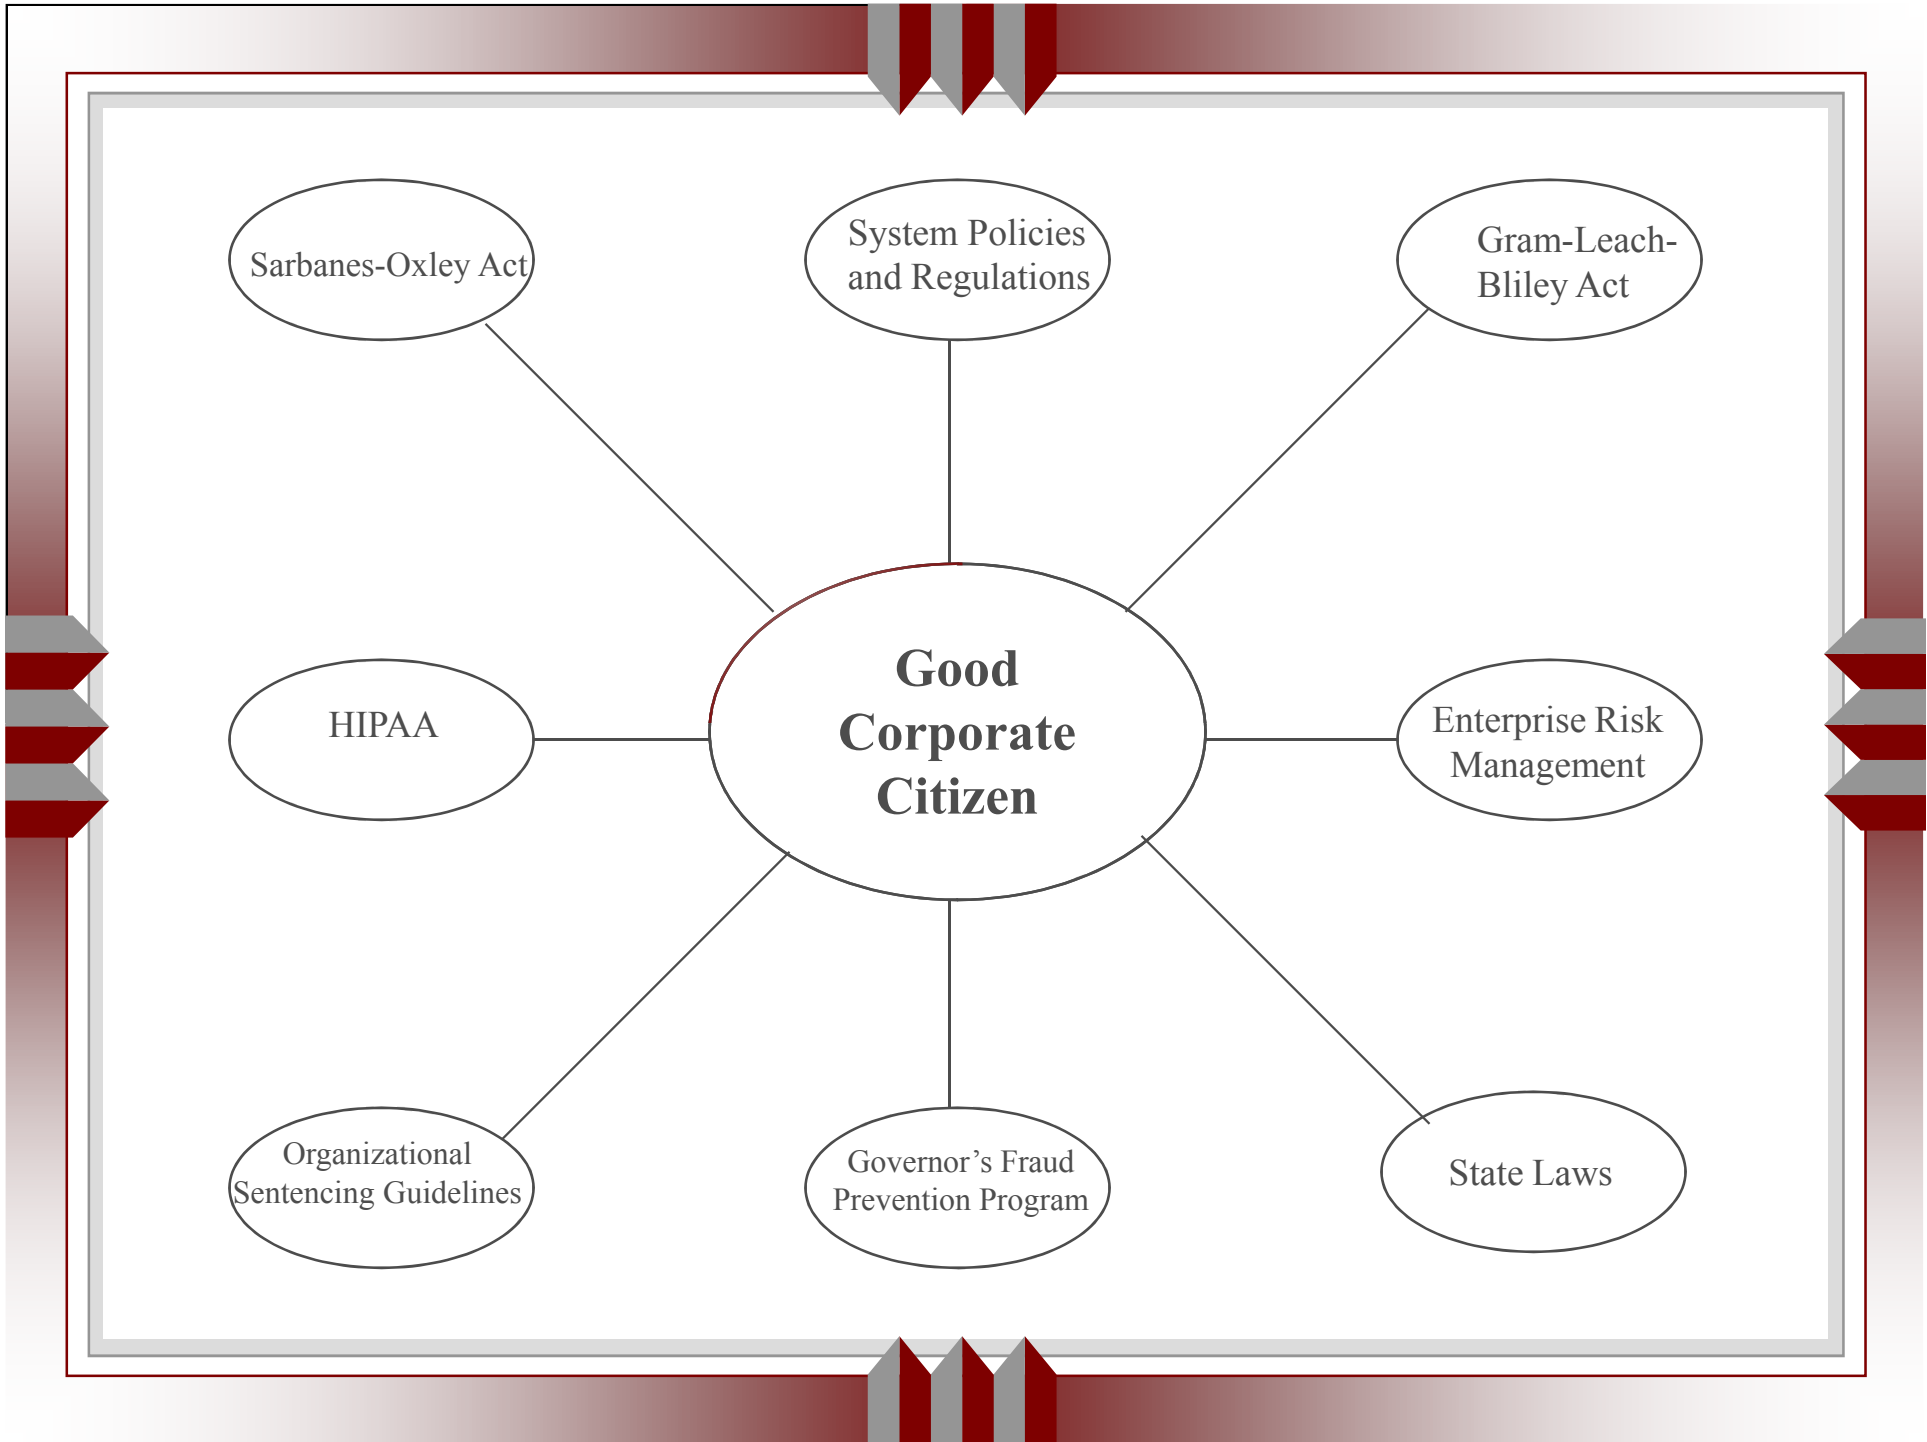 Sarbanes-Oxley Act
System Policies
and Regulations
Gram-Leach-
Bliley Act
HIPAA
Good
Corporate
Citizen
Enterprise Risk
Management
Organizational
Sentencing Guidelines
Governor’s Fraud
Prevention Program
State Laws